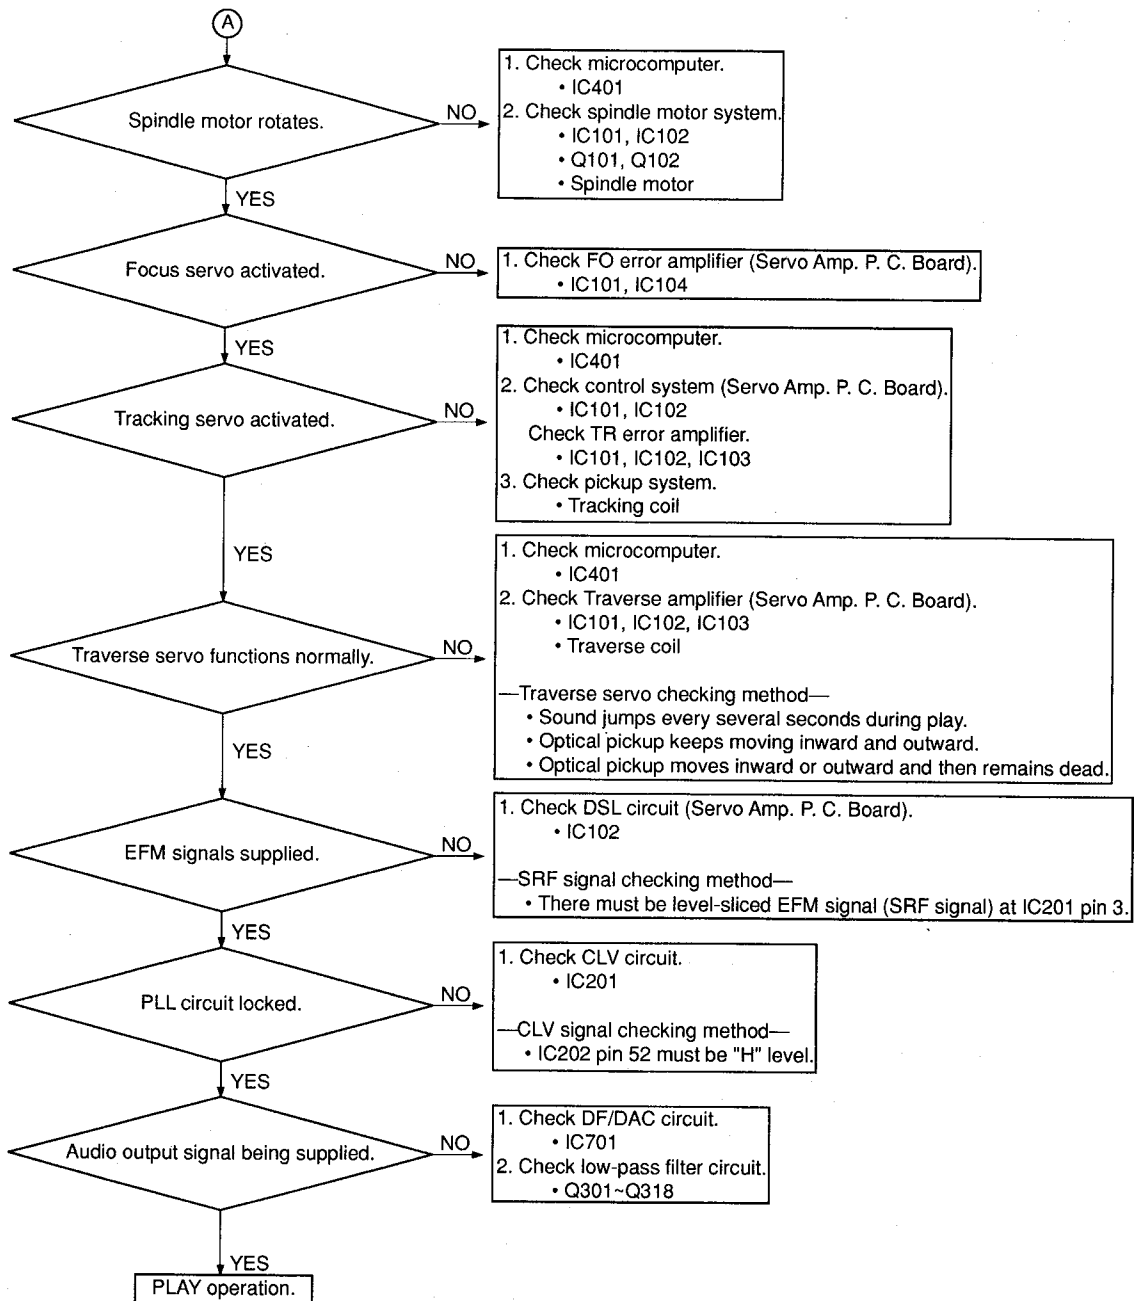 A
Spindle motor rotates.
NO
1. Check microcomputer.
• IC401
2. Check spindle motor system.
• IC101, IC102
• Q101, Q102
• Spindle motor
YES
Focus servo activated.
NO
1. Check FO error amplifier (Servo Amp. P. C. Board).
• IC101, IC104
YES
Tracking servo activated.
NO
1. Check microcomputer.
• IC401
2. Check control system (Servo Amp. P. C. Board).
• IC101, IC102
Check TR error amplifier.
• IC101, IC102, IC103
3. Check pickup system.
• Tracking coil
YES
Traverse servo functions normally.
NO
1. Check microcomputer.
• IC401
2. Check Traverse amplifier (Servo Amp. P. C. Board).
• IC101, IC102, IC103
• Traverse coil
—Traverse servo checking method—
• Sound jumps every several seconds during play.
• Optical pickup keeps moving inward and outward.
• Optical pickup moves inward or outward and then remains dead.
YES
EFM signals supplied.
NO
1. Check DSL circuit (Servo Amp. P. C. Board).
• IC102
—SRF signal checking method—
• There must be level-sliced EFM signal (SRF signal) at IC201 pin 3.
YES
PLL circuit locked.
NO
1. Check CLV circuit.
• IC201
—CLV signal checking method—
• IC202 pin 52 must be "H" level.
YES
Audio output signal being supplied.
NO
1. Check DF/DAC circuit.
• IC701
2. Check low-pass filter circuit.
• Q301~Q318
YES
PLAY operation.